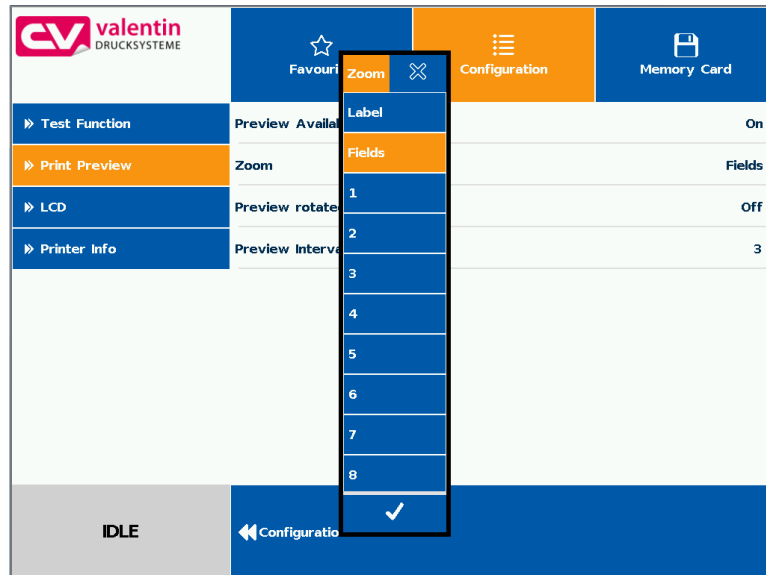 valentin
DRUCKSYSTEME
Favouri
Configuration
Memory Card
Zoom
Label
Fields
1
2
3
4
5
6
7
8
Test Function
Print Preview
LCD
Printer Info
Preview Availal
On
Zoom
Fields
Preview rotate
Off
Preview Interva
3
IDLE
Configuratio